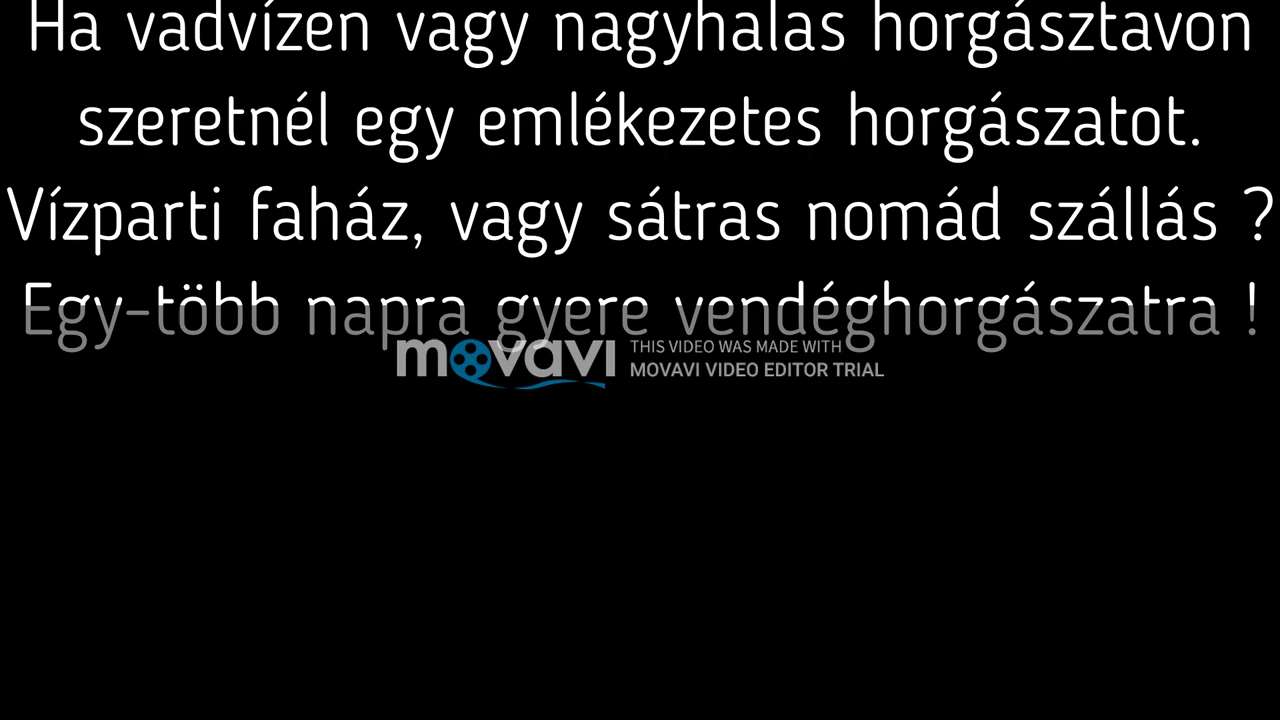 Ha vadvízen vagy nagyhalas horgásztavon
szeretnél egy emlékezetes horgászatot.
Vízparti faház, vagy sátras nomád szállás ?
Egy-több napra gyere vendéghorgászatra !
movavi
THIS VIDEO WAS MADE WITH
MOVAVI VIDEO EDITOR TRIAL